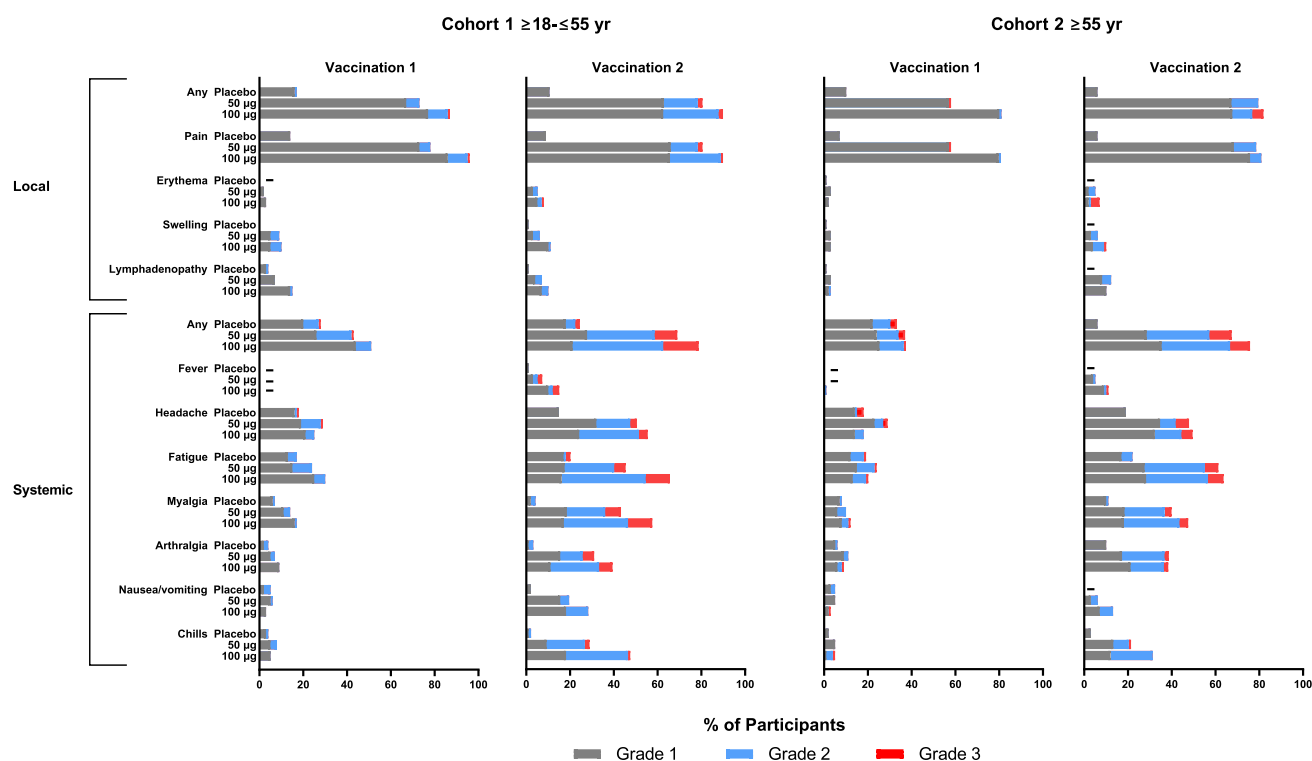 Cohort 1 ≥18-≤55 yr
Cohort 2 ≥55 yr
Vaccination 1
Vaccination 2
Vaccination 1
Vaccination 2
Local
Any Placebo
50 µg
100 µg
Pain Placebo
50 µg
100 µg
Erythema Placebo
50 µg
100 µg
Swelling Placebo
50 µg
100 µg
Lymphadenopathy Placebo
50 µg
100 µg
Systemic
Any Placebo
50 µg
100 µg
Fever Placebo
50 µg
100 µg
Headache Placebo
50 µg
100 µg
Fatigue Placebo
50 µg
100 µg
Myalgia Placebo
50 µg
100 µg
Arthralgia Placebo
50 µg
100 µg
Nausea/vomiting Placebo
50 µg
100 µg
Chills Placebo
50 µg
100 µg
0 20 40 60 80 100
0 20 40 60 80 100
0 20 40 60 80 100
0 20 40 60 80 100
% of Participants
Grade 1 Grade 2 Grade 3